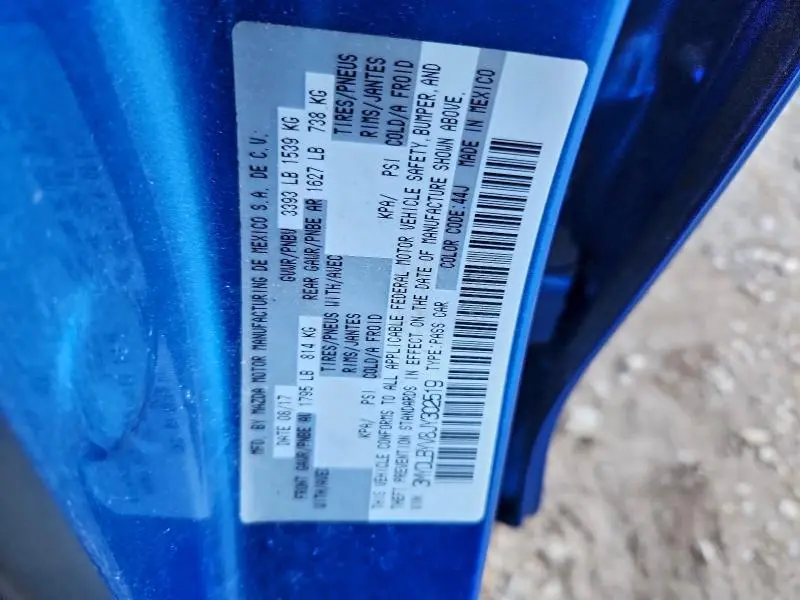 MFD. BY MAZDA MOTOR MANUFACTURING DE MEXICO S.A. DE C.V.
DATE 08/17 GVWR/PNBV 3393 LB 1539 KG
FRONT GAWR/PNBE AV 1795 LB 814 KG REAR GAWR/PNBE AR 1627 LB 738 KG
WITH/AVEC TIRES/PNEUS WITH/AVEC TIRES/PNEUS
RIMS/JANTES RIMS/JANTES
KPA/ PSI COLD/A FROID KPA/ PSI COLD/A FROID
THIS VEHICLE CONFORMS TO ALL APPLICABLE FEDERAL MOTOR VEHICLE SAFETY, BUMPER, AND
THEFT PREVENTION STANDARDS IN EFFECT ON THE DATE OF MANUFACTURE SHOWN ABOVE.
VIN: 3MYDLBYV8JY302519 TYPE:PASS CAR COLOR CODE:44J MADE IN MEXICO